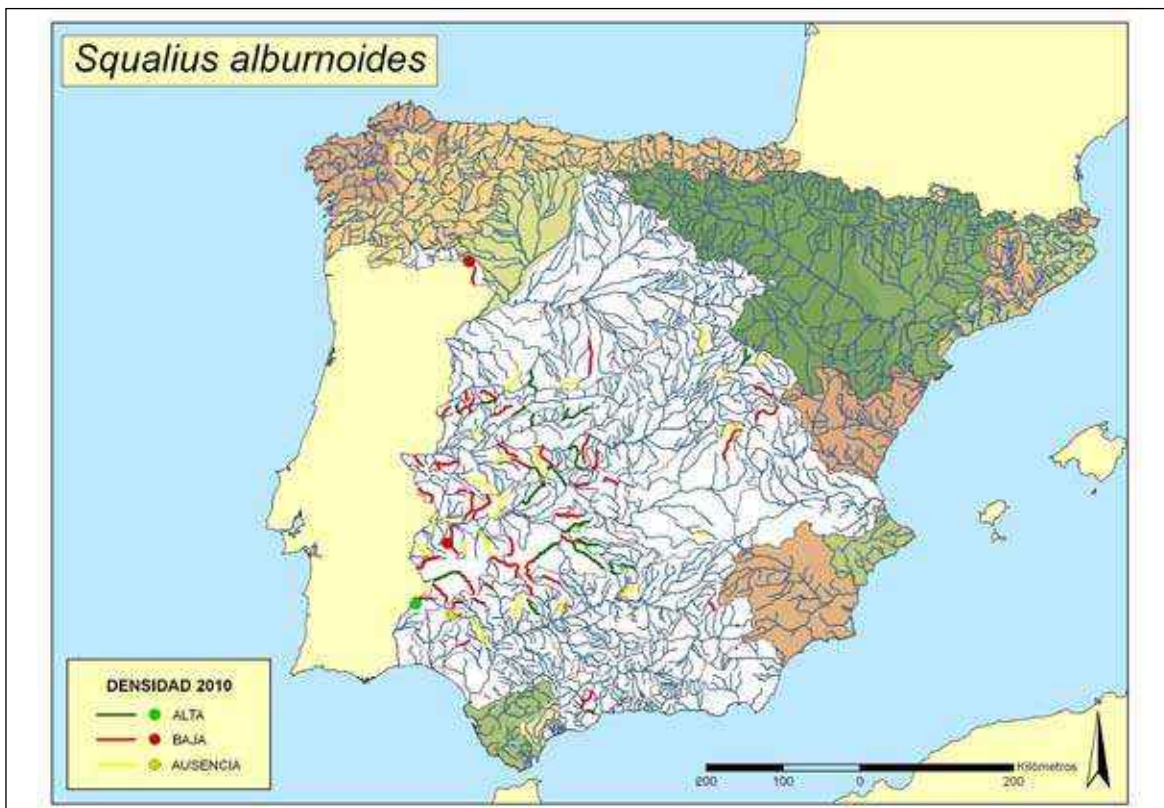 Squalius alburnoides
DENSIDAD 2010
ALTA
BAJA
AUSENCIA
Kilómetros
200 100 0 200